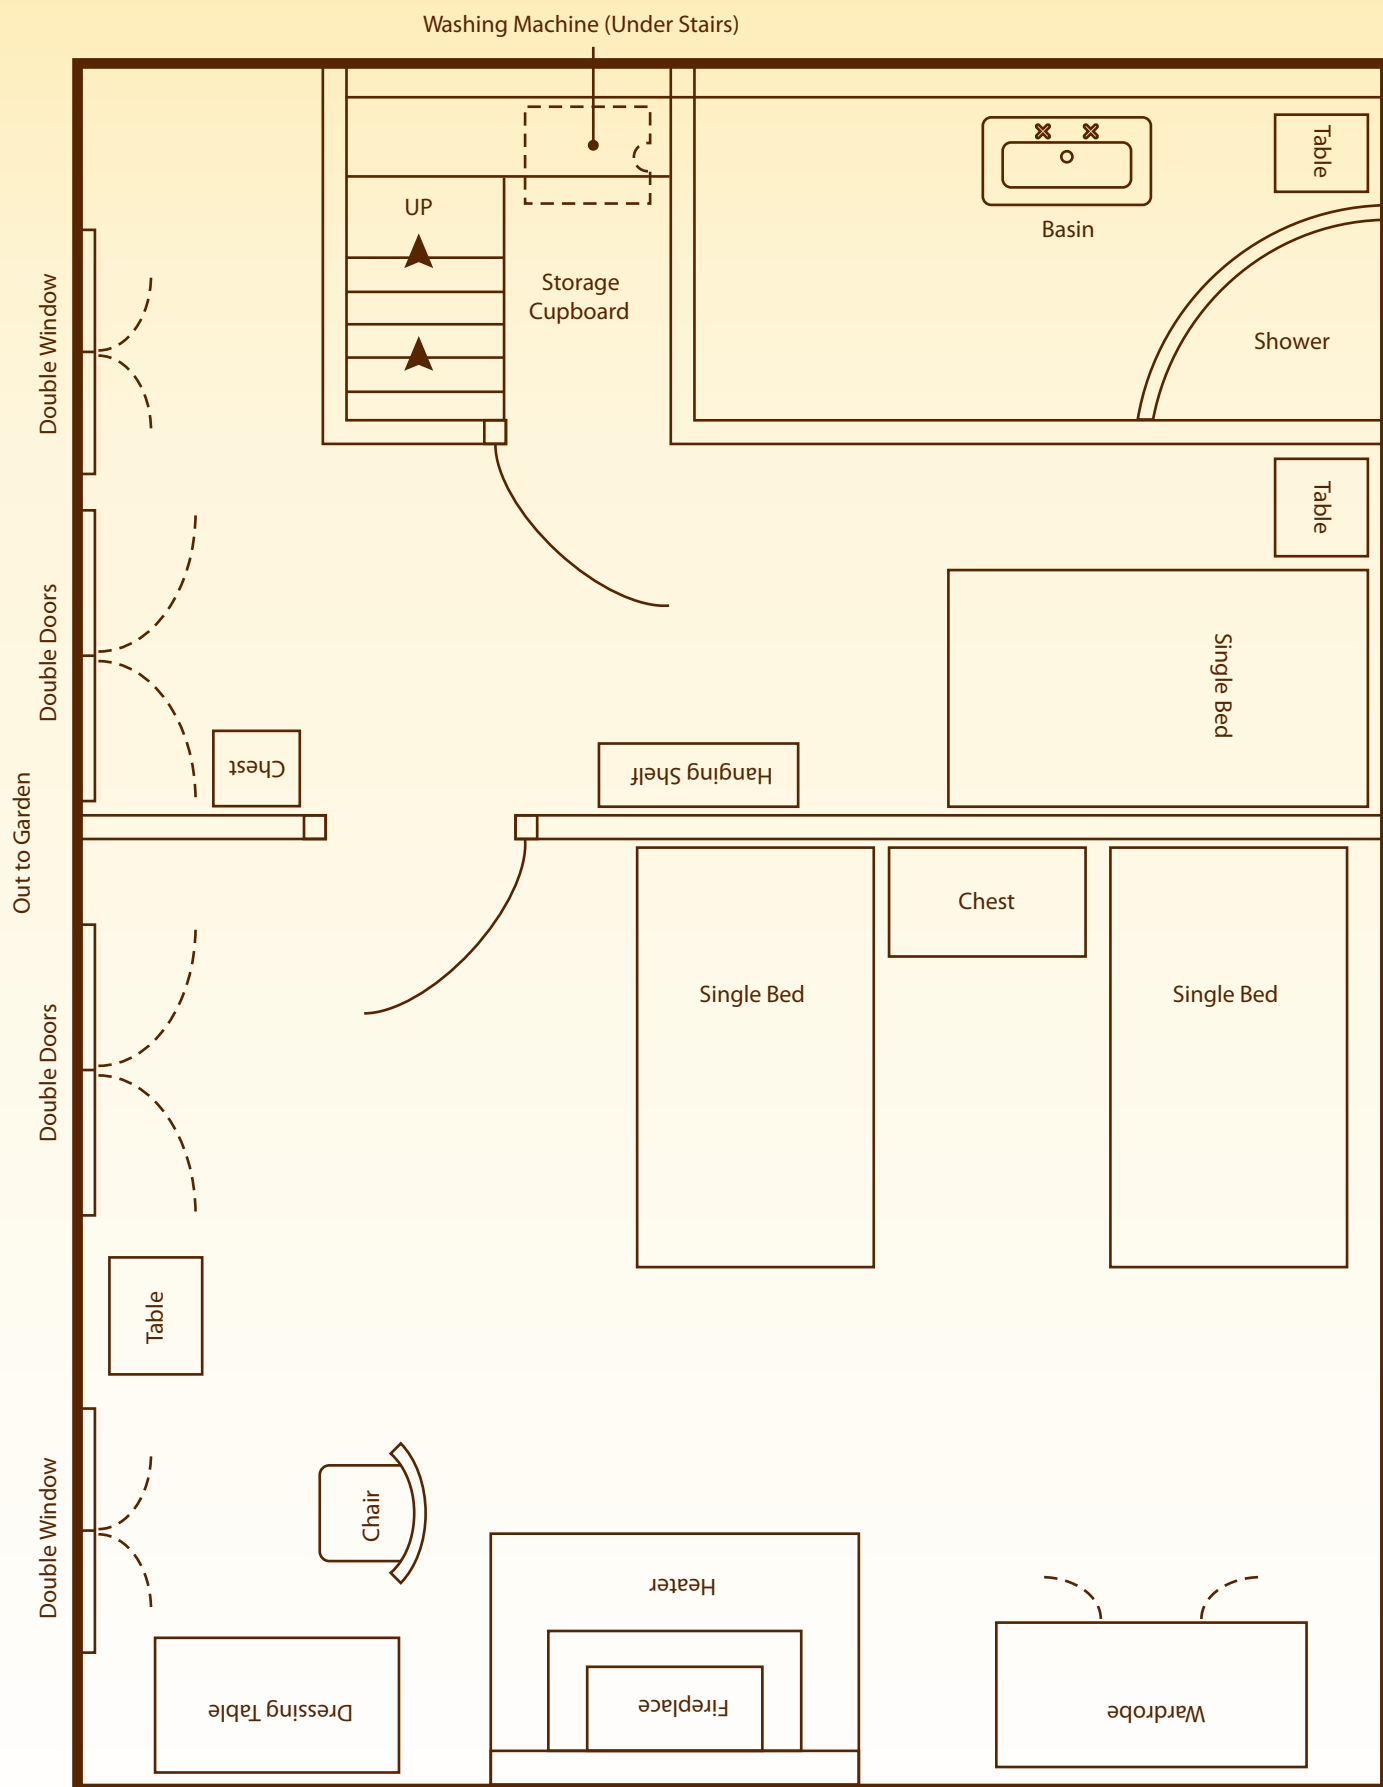 Washing Machine (Under Stairs)
Table
UP
Basin
Storage
Cupboard
Double Window
Shower
Table
Double Doors
Single Bed
Chest
Hanging Shelf
Out to Garden
Chest
Single Bed
Single Bed
Double Doors
Table
Chair
Double Window
Heater
Dressing Table
Fireplace
Wardrobe